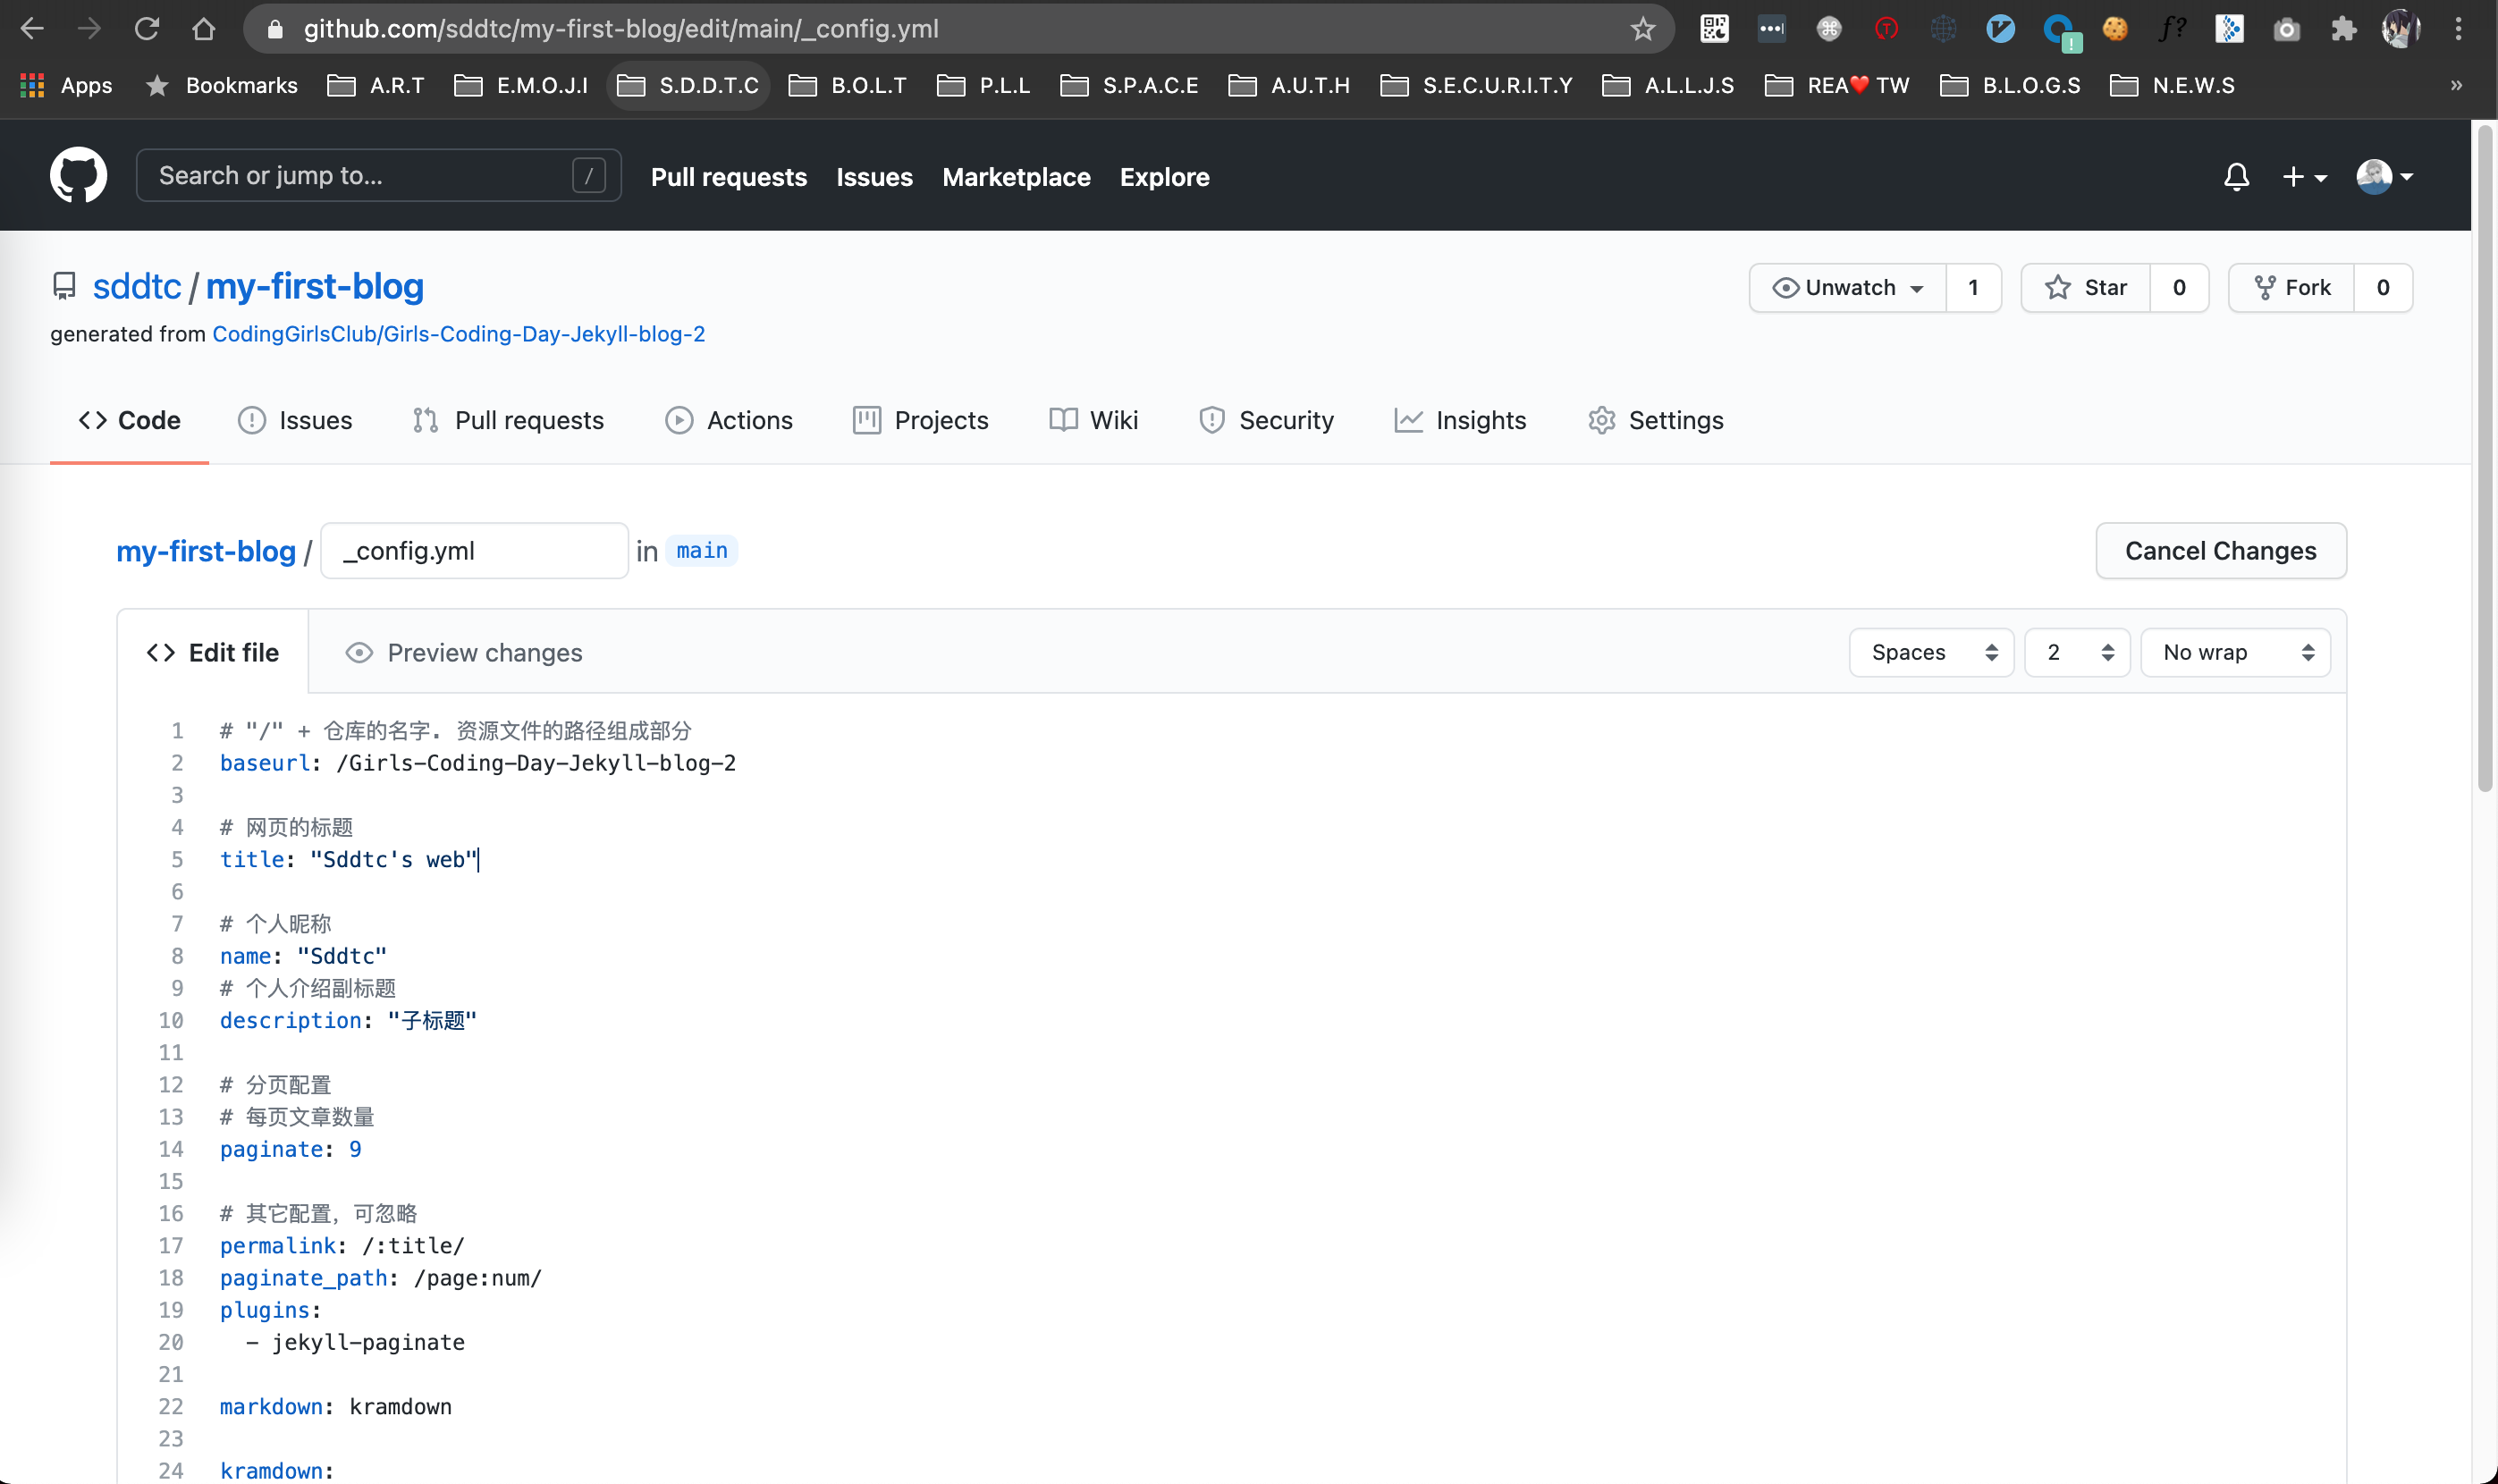 github.com/sddtc/my-first-blog/edit/main/_config.yml
Apps Bookmarks A.R.T E.M.O.J.I S.D.D.T.C B.O.L.T P.L.L S.P.A.C.E A.U.T.H S.E.C.U.R.I.T.Y A.L.L.J.S REA❤️TW B.L.O.G.S N.E.W.S »
Search or jump to... / Pull requests Issues Marketplace Explore
sddtc / my-first-blog Unwatch 1 Star 0 Fork 0
generated from CodingGirlsClub/Girls-Coding-Day-Jekyll-blog-2
Code Issues Pull requests Actions Projects Wiki Security Insights Settings
my-first-blog / _config.yml in main Cancel Changes
Edit file Preview changes Spaces 2 No wrap
1 # "/" + 仓库的名字. 资源文件的路径组成部分
2 baseurl: /Girls-Coding-Day-Jekyll-blog-2
3
4 # 网页的标题
5 title: "Sddtc's web"
6
7 # 个人昵称
8 name: "Sddtc"
9 # 个人介绍副标题
10 description: "子标题"
11
12 # 分页配置
13 # 每页文章数量
14 paginate: 9
15
16 # 其它配置，可忽略
17 permalink: /:title/
18 paginate_path: /page:num/
19 plugins:
20 - jekyll-paginate
21
22 markdown: kramdown
23
24 kramdown: